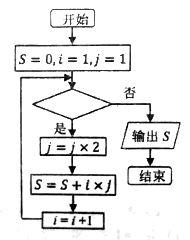 开始
S = 0, i = 1, j = 1
否
是
j = j × 2
输出 S
S = S + i × j
结束
i = i + 1